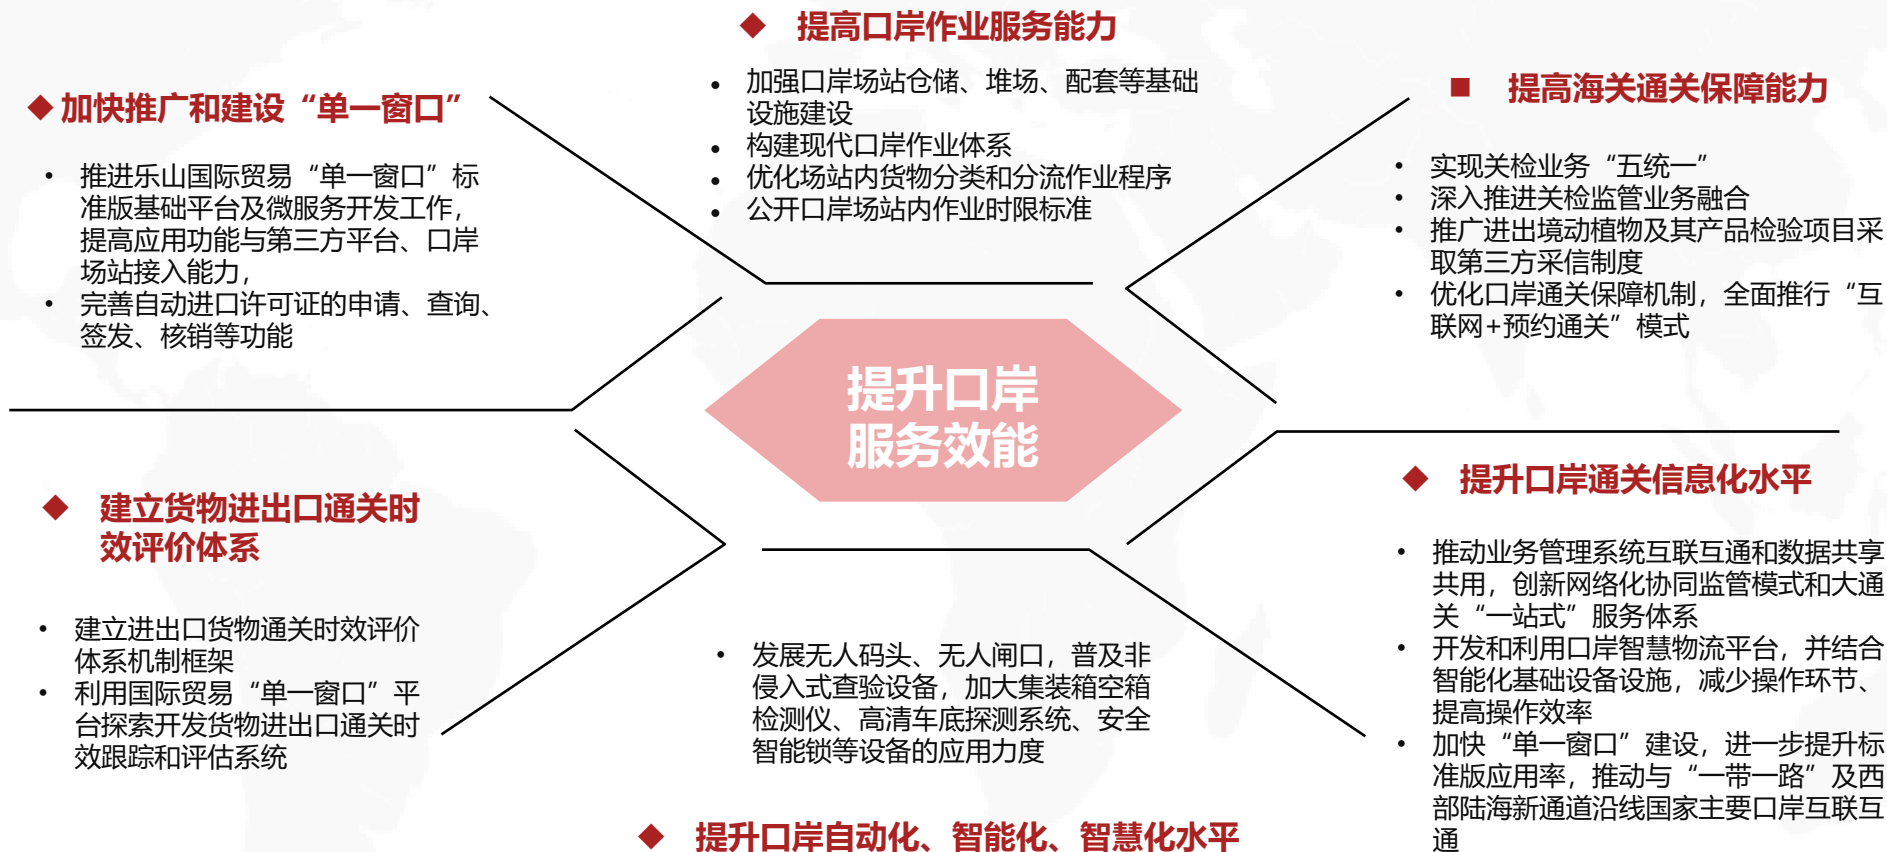 ◆ 提高口岸作业服务能力
• 加强口岸场站仓储、堆场、配套等基础
设施建设
• 构建现代口岸作业体系
• 优化场站内货物分类和分流作业程序
• 公开口岸场站内作业时限标准
◆ 加快推广和建设“单一窗口”
• 推进乐山国际贸易“单一窗口”标
准版基础平台及微服务开发工作，
提高应用功能与第三方平台、口岸
场站接入能力，
• 完善自动进口许可证的申请、查询、
签发、核销等功能
■ 提高海关通关保障能力
• 实现关检业务“五统一”
• 深入推进关检监管业务融合
• 推广进出境动植物及其产品检验项目采
取第三方采信制度
• 优化口岸通关保障机制，全面推行“互
联网+预约通关”模式
提升口岸
服务效能
◆ 建立货物进出口通关时
效评价体系
• 建立进出口货物通关时效评价
体系机制框架
• 利用国际贸易“单一窗口”平
台探索开发货物进出口通关时
效跟踪和评估系统
• 发展无人码头、无人闸口，普及非
侵入式查验设备，加大集装箱空箱
检测仪、高清车底探测系统、安全
智能锁等设备的应用力度
◆ 提升口岸自动化、智能化、智慧化水平
◆ 提升口岸通关信息化水平
• 推动业务管理系统互联互通和数据共享
共用，创新网络化协同监管模式和大通
关“一站式”服务体系
• 开发和利用口岸智慧物流平台，并结合
智能化基础设备设施，减少操作环节、
提高操作效率
• 加快“单一窗口”建设，进一步提升标
准版应用率，推动与“一带一路”及西
部陆海新通道沿线国家主要口岸互联互
通